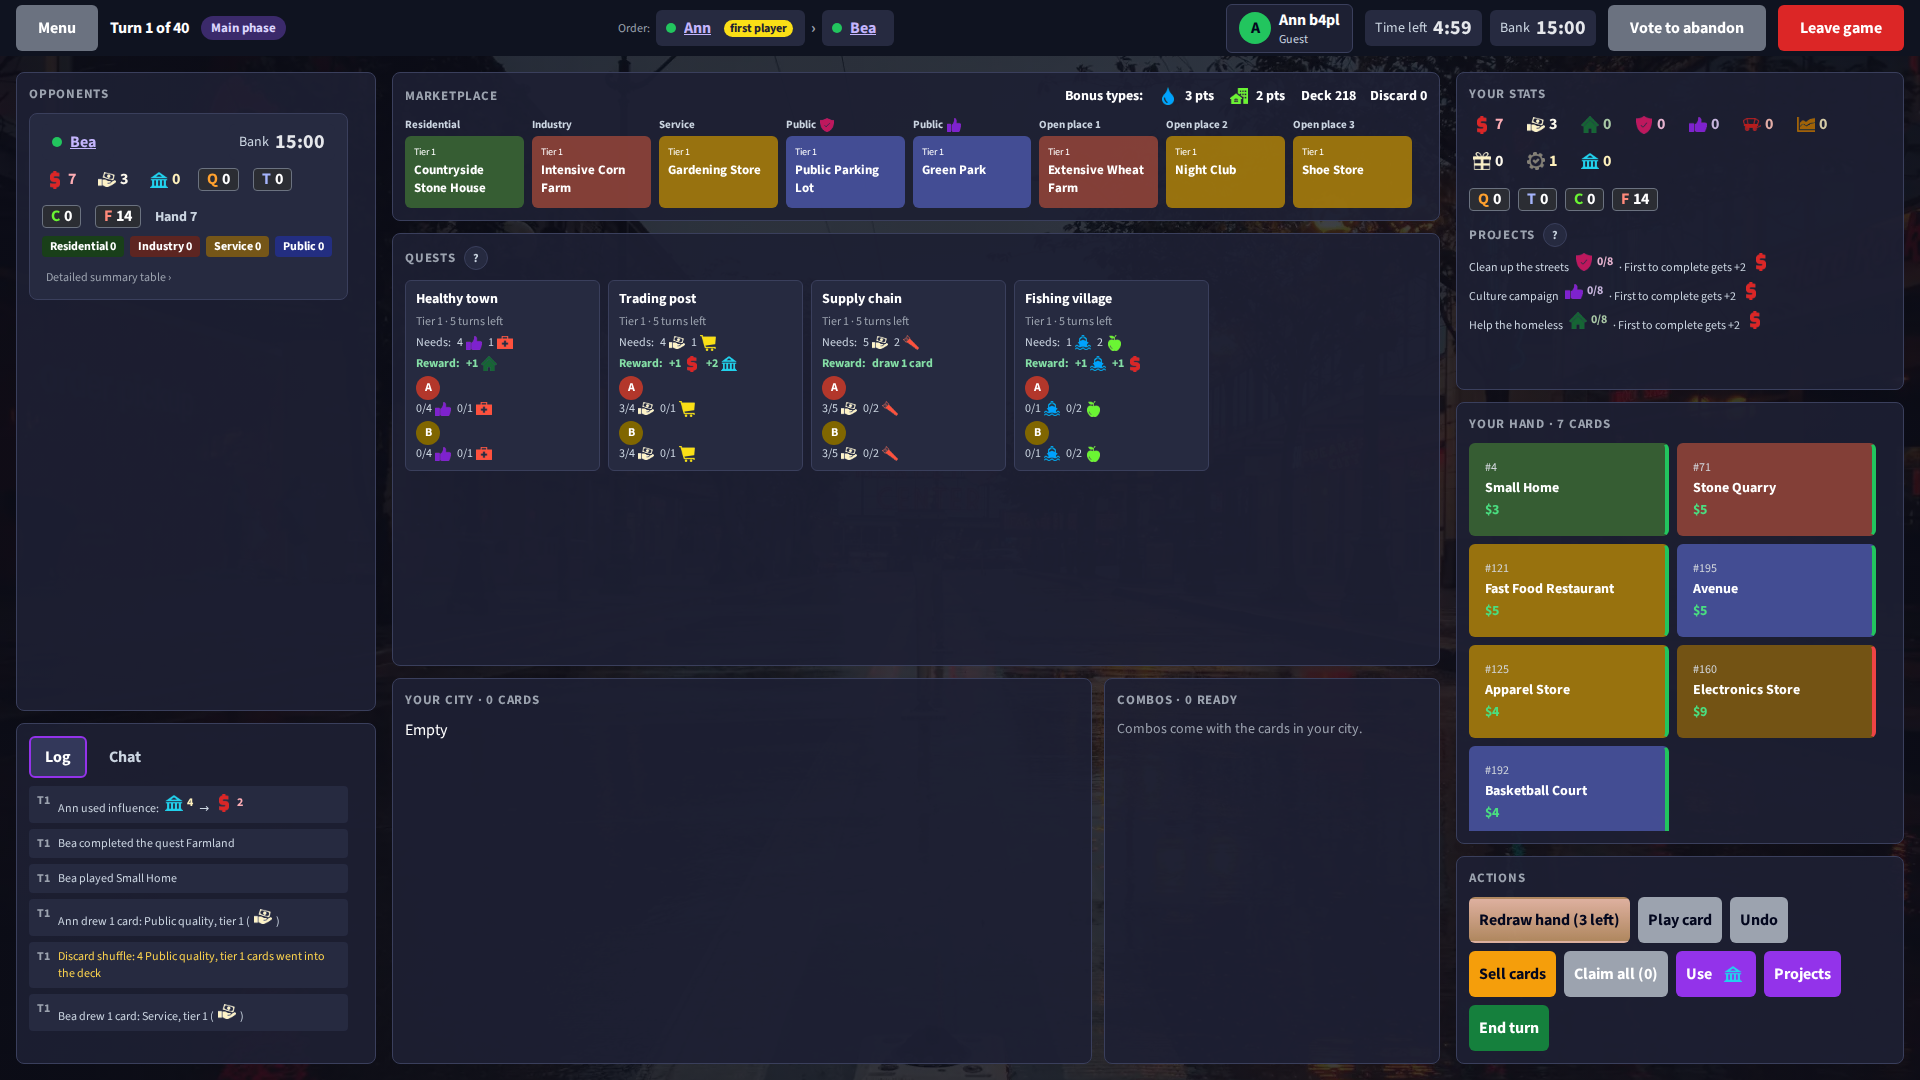 Menu
Turn 1 of 40
Main phase
Order:
Ann
first player
›
Bea
A
Ann b4pl
Guest
Time left 4:59
Bank 15:00
Vote to abandon
Leave game
OPPONENTS
Bea
Bank 15:00
7
3
0
Q 0
T 0
C 0
F 14
Hand 7
Residential 0
Industry 0
Service 0
Public 0
Detailed summary table ›
Log
Chat
T1 Ann used influence: 4 → 2
T1 Bea completed the quest Farmland
T1 Bea played Small Home
T1 Ann drew 1 card: Public quality, tier 1 ( )
T1 Discard shuffle: 4 Public quality, tier 1 cards went into
the deck
T1 Bea drew 1 card: Service, tier 1 ( )
MARKETPLACE
Bonus types: 3 pts 2 pts Deck 218 Discard 0
Residential
Tier 1
Countryside
Stone House
Industry
Tier 1
Intensive Corn
Farm
Service
Tier 1
Gardening Store
Public
Tier 1
Public Parking
Lot
Public
Tier 1
Green Park
Open place 1
Tier 1
Extensive Wheat
Farm
Open place 2
Tier 1
Night Club
Open place 3
Tier 1
Shoe Store
QUESTS ?
Healthy town
Tier 1 · 5 turns left
Needs: 4 1
Reward: +1
A
0/4 0/1
B
0/4 0/1
Trading post
Tier 1 · 5 turns left
Needs: 4 1
Reward: +1 +2
A
3/4 0/1
B
3/4 0/1
Supply chain
Tier 1 · 5 turns left
Needs: 5 2
Reward: draw 1 card
A
3/5 0/2
B
3/5 0/2
Fishing village
Tier 1 · 5 turns left
Needs: 1 2
Reward: +1 +1
A
0/1 0/2
B
0/1 0/2
YOUR CITY · 0 CARDS
Empty
COMBOS · 0 READY
Combos come with the cards in your city.
YOUR STATS
7 3 0 0 0 0 0
0 1 0
Q 0
T 0
C 0
F 14
PROJECTS ?
Clean up the streets 0/8 · First to complete gets +2
Culture campaign 0/8 · First to complete gets +2
Help the homeless 0/8 · First to complete gets +2
YOUR HAND · 7 CARDS
#4
Small Home
$3
#71
Stone Quarry
$5
#121
Fast Food Restaurant
$5
#195
Avenue
$5
#125
Apparel Store
$4
#160
Electronics Store
$9
#192
Basketball Court
$4
ACTIONS
Redraw hand (3 left)
Play card
Undo
Sell cards
Claim all (0)
Use
Projects
End turn